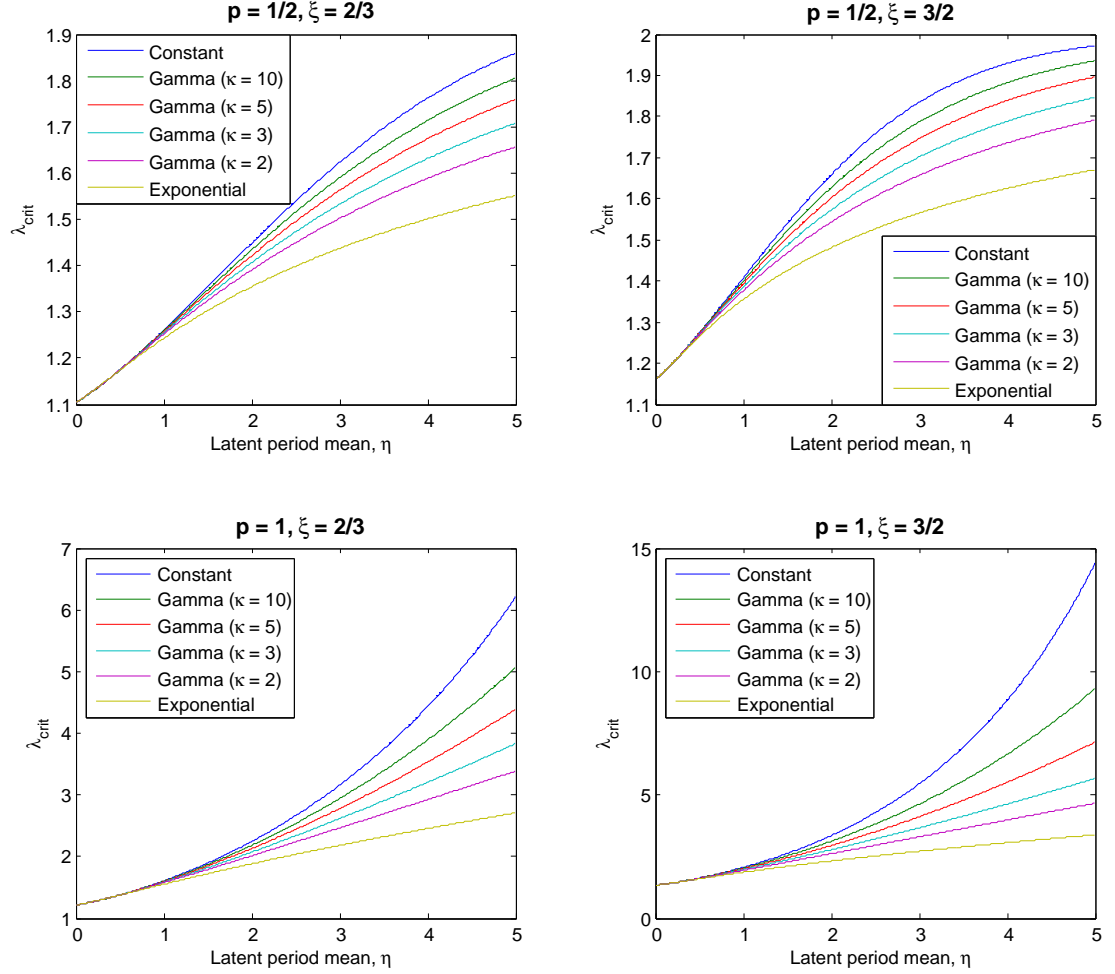 p = 1/2, ξ = 2/3
1.9
1.8
1.7
1.6
1.5
1.4
1.3
1.2
1.1
λcrit
Constant
Gamma (κ = 10)
Gamma (κ = 5)
Gamma (κ = 3)
Gamma (κ = 2)
Exponential
0 1 2 3 4 5
Latent period mean, η
p = 1/2, ξ = 3/2
2
1.9
1.8
1.7
1.6
1.5
1.4
1.3
1.2
1.1
λcrit
Constant
Gamma (κ = 10)
Gamma (κ = 5)
Gamma (κ = 3)
Gamma (κ = 2)
Exponential
0 1 2 3 4 5
Latent period mean, η
p = 1, ξ = 2/3
7
6
5
4
3
2
1
λcrit
Constant
Gamma (κ = 10)
Gamma (κ = 5)
Gamma (κ = 3)
Gamma (κ = 2)
Exponential
0 1 2 3 4 5
Latent period mean, η
p = 1, ξ = 3/2
15
10
5
0
λcrit
Constant
Gamma (κ = 10)
Gamma (κ = 5)
Gamma (κ = 3)
Gamma (κ = 2)
Exponential
0 1 2 3 4 5
Latent period mean, η